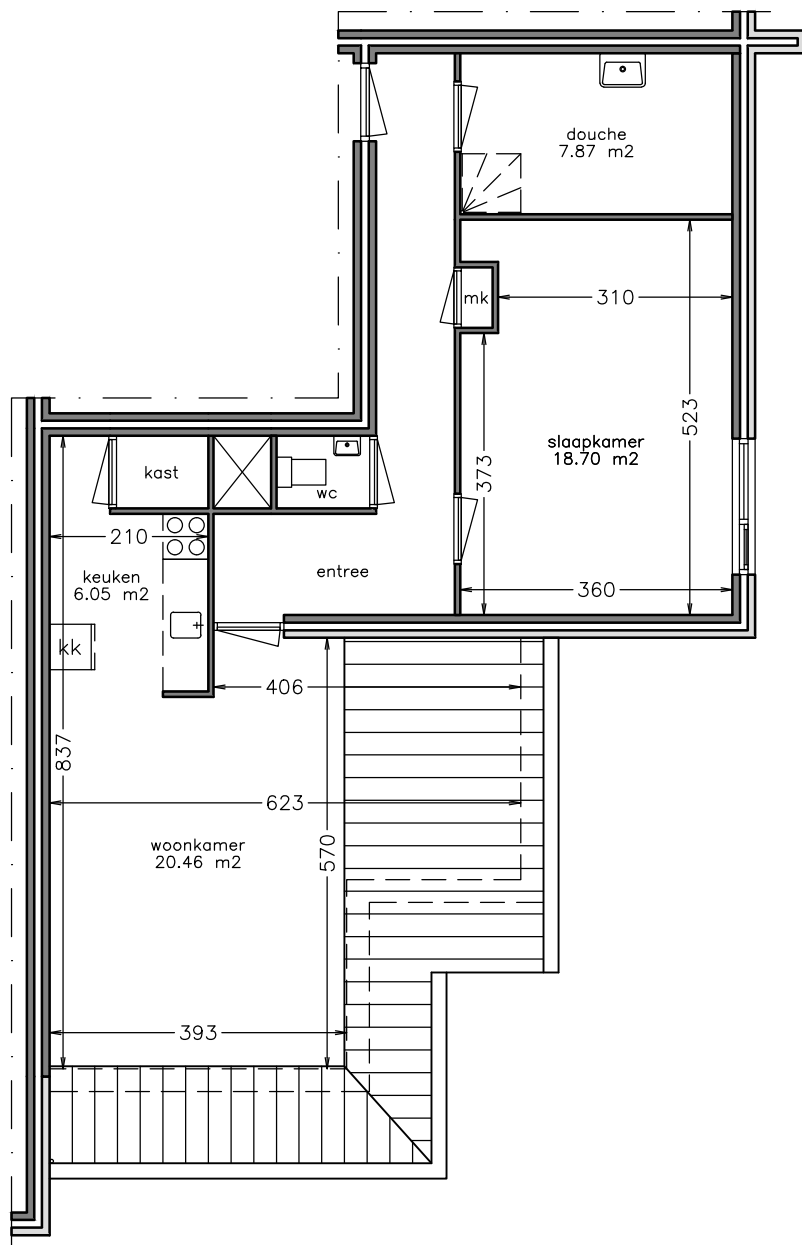 douche
7.87 m2
mk
310
523
slaapkamer
18.70 m2
373
kast
wc
210
entree
keuken
6.05 m2
360
kk
406
837
623
570
woonkamer
20.46 m2
393